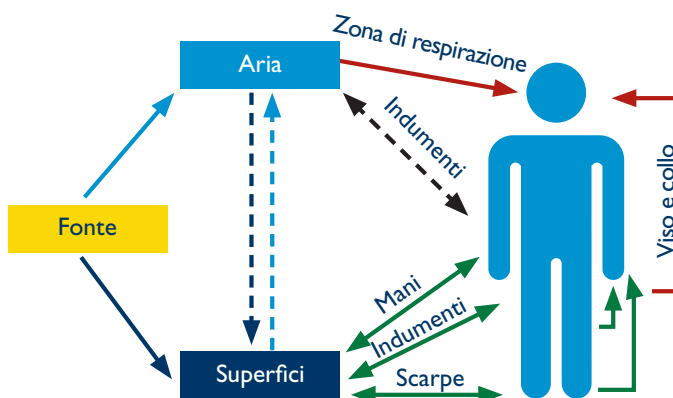 Zona di respirazione
Aria
Indumenti
Viso e collo
Fonte
Mani
Indumenti
Superfici
Scarpe